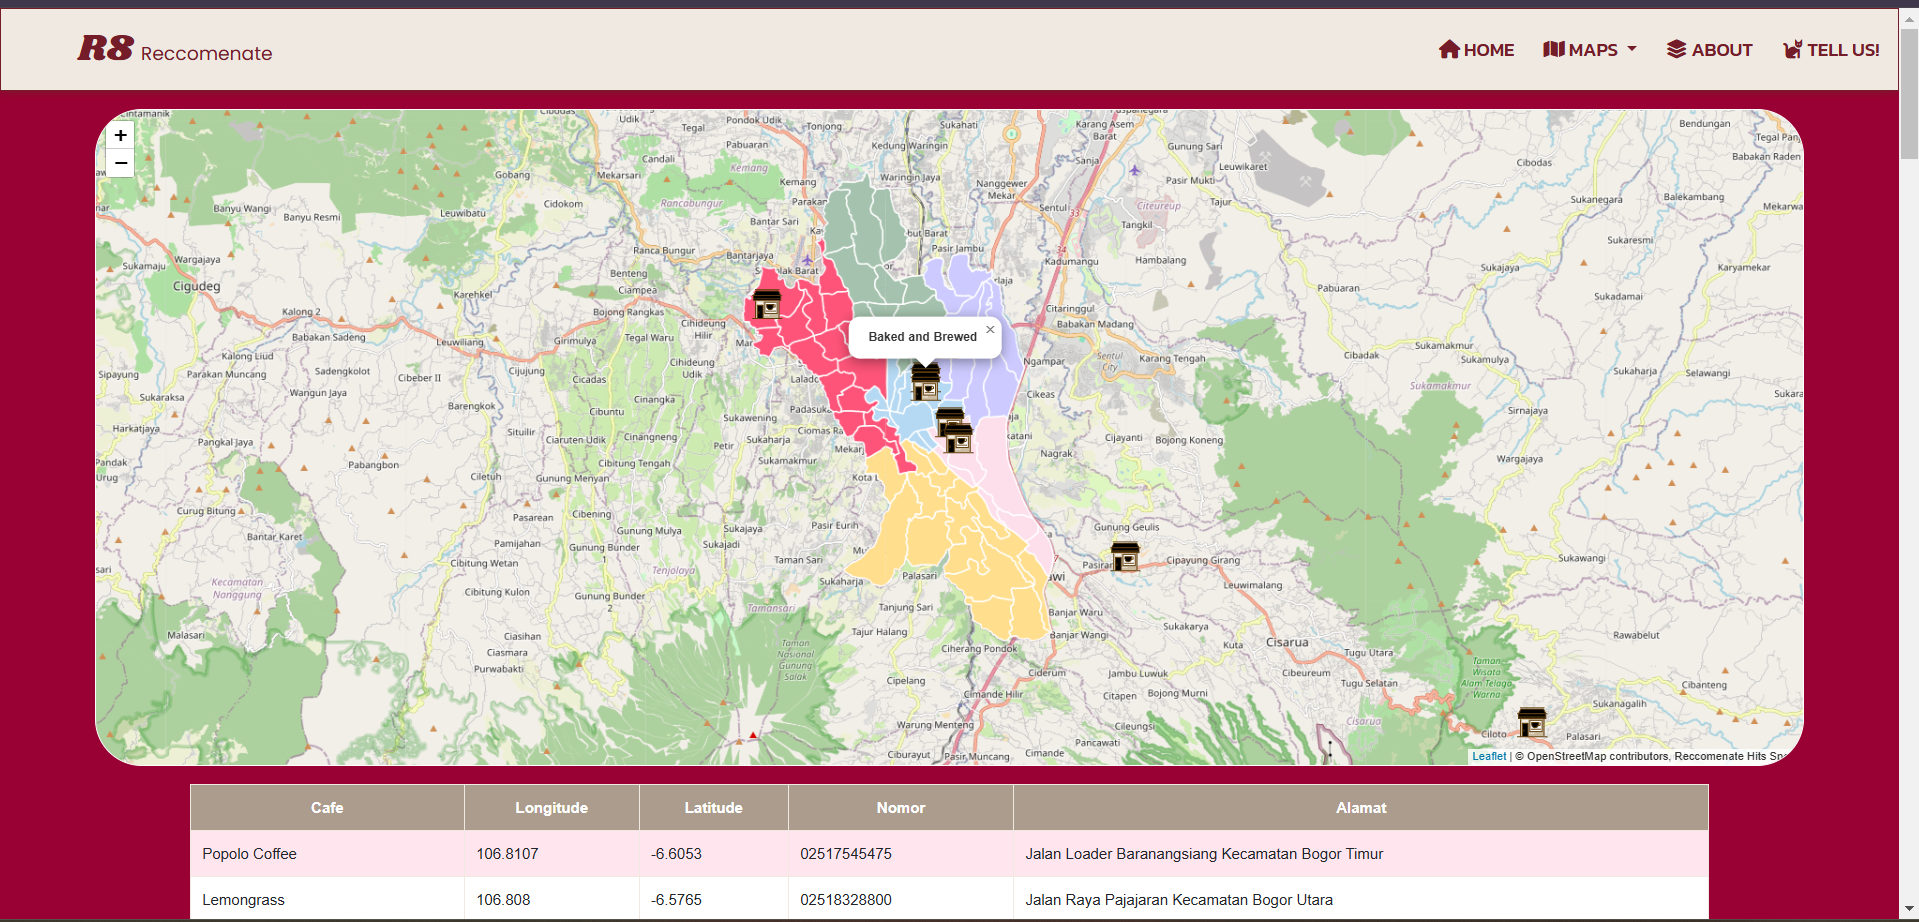 R8 Reccomenate
HOME
MAPS
ABOUT
TELL US!
+
−
Cintamanik
Cibodas
Udik
Tegal
Pondok Udik
Tonjong
Sukahati
Karang Asem
Barat
Bendungan
Tegal Pan
Pabuaran
Kedung Waringin
Gunung Sari
Candali
Sanja
Leuwikaret
Cibodas
Babakan Raden
Gobang
Mekarsari
Kemang
Kemang
Waringin Jaya
Nanggewer
Mekar
Pasir Mukti
Banyu Wangi
Banyu Resmi
Leuwibatu
Cidokom
Rancabungur
Parakan
Sentul
33
Citeureup
Tajur
Sukanegara
Balekambang
Mekarwa
Bantar Sari
but Barat
Tangkil
Wargajaya
Ranca Bungur
Bantarjaya
Pasir Jambu
34
Sukaresmi
Sukamaju
Benteng
lak Barat
Kadumangu
Hambalang
Sukajaya
Karyamekar
Cigudeg
Karehkel
Ciampea
rlaja
Pabuaran
Sukadamai
Kalong 2
Bojong Rangkas
Cihideung
Hilir
Citaringgul
Babakan Madang
Babakan Sadeng
Leuwiliang
Girimulya
Tegal Waru
Sukamakmur
Kalong Liud
Cihideung
Udik
Baked and Brewed
×
Ngampar
Sentul
City
Karang Tengah
Cibadak
Sukamulya
Sipayung
Parakan Muncang
Sadengkolot
Cibeber II
Cijujung
Cicadas
Laladon
Sukaharja
Selawangi
Sukaraksa
Wangun Jaya
Cinangka
Cikeas
Sukamakmur
Sukara
Barengkok
Cibuntu
Padasuka
Sirnajaya
Harkatjaya
Situilir
Ciaruten Udik
Cinangneng
Sukawening
Ciomas
Pangkal Jaya
Petir
Sukaharja
Mekar
katani
Cijayanti
Bojong Koneng
Pandak
Urug
Pabangbon
Cibitung Tengah
Sukamakmur
Nagrak
Wargajaya
Ciletuh
Gunung Menyan
Kota
Curug Bitung
Pasarean
Cibening
Sukajaya
Pasir Eurih
Gunung Geulis
Bantar Karet
Pamijahan
Gunung Mulya
Gunung Bunder
Sukajadi
Cibitung Wetan
Taman Sari
Cipayung Girang
Sukawangi
Kecamatan
Nanggung
Tenjolaya
Sukaharja
Palasari
Leuwimalang
Cibitung Kulon
Gunung Bunder
2
Tamansari
Tanjung Sari
Banjar Waru
Malasari
Ciasihan
Tajur Halang
Banjar Wangi
Sukakarya
Rawabelut
Ciasmara
Taman
Nasional
Gunung
Salak
Ciherang Pondok
Kuta
Cisarua
Tugu Utara
Purwabakti
Cipelang
Ciderum
Jambu Luwuk
Cibeureum
Taman
Wisata
Alam Telaga
Warna
Cimande Hilir
Citapen
Bojong Murni
Tugu Selatan
Cibanteng
Warung Menteng
Cileungsi
Cisarua
Sukanagalih
Ciburayut
Pasir Muncang
Cimande
Pancawati
Ciloto
Palasari
Leaflet | © OpenStreetMap contributors, Reccomenate Hits
Cafe Longitude Latitude Nomor Alamat
Popolo Coffee 106.8107 -6.6053 02517545475 Jalan Loader Baranangsiang Kecamatan Bogor Timur
Lemongrass 106.808 -6.5765 02518328800 Jalan Raya Pajajaran Kecamatan Bogor Utara